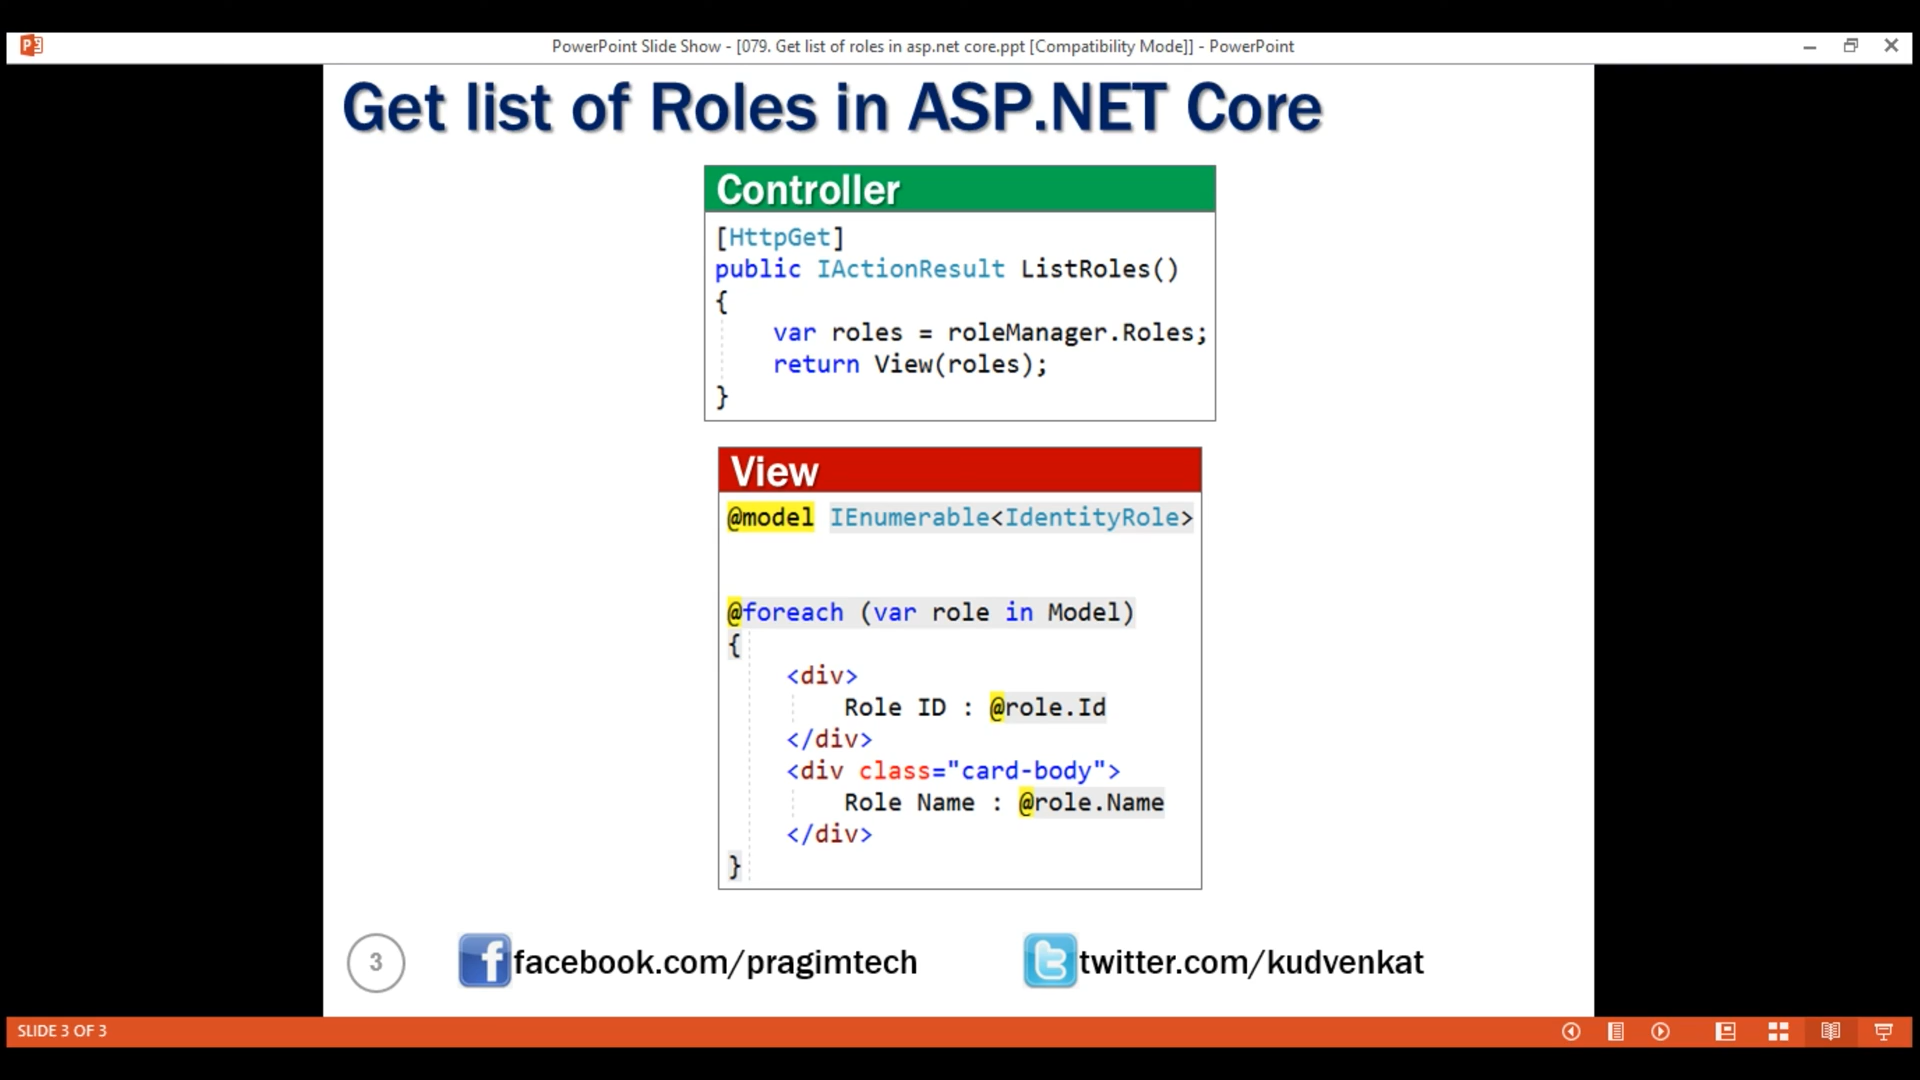 PowerPoint Slide Show - [079. Get list of roles in asp.net core.ppt [Compatibility Mode]] - PowerPoint
Get list of Roles in ASP.NET Core
Controller
[HttpGet]
public IActionResult ListRoles()
{
    var roles = roleManager.Roles;
    return View(roles);
}
View
@model IEnumerable<IdentityRole>
@foreach (var role in Model)
{
    <div>
        Role ID : @role.Id
    </div>
    <div class="card-body">
        Role Name : @role.Name
    </div>
}
3
facebook.com/pragimtech
twitter.com/kudvenkat
SLIDE 3 OF 3